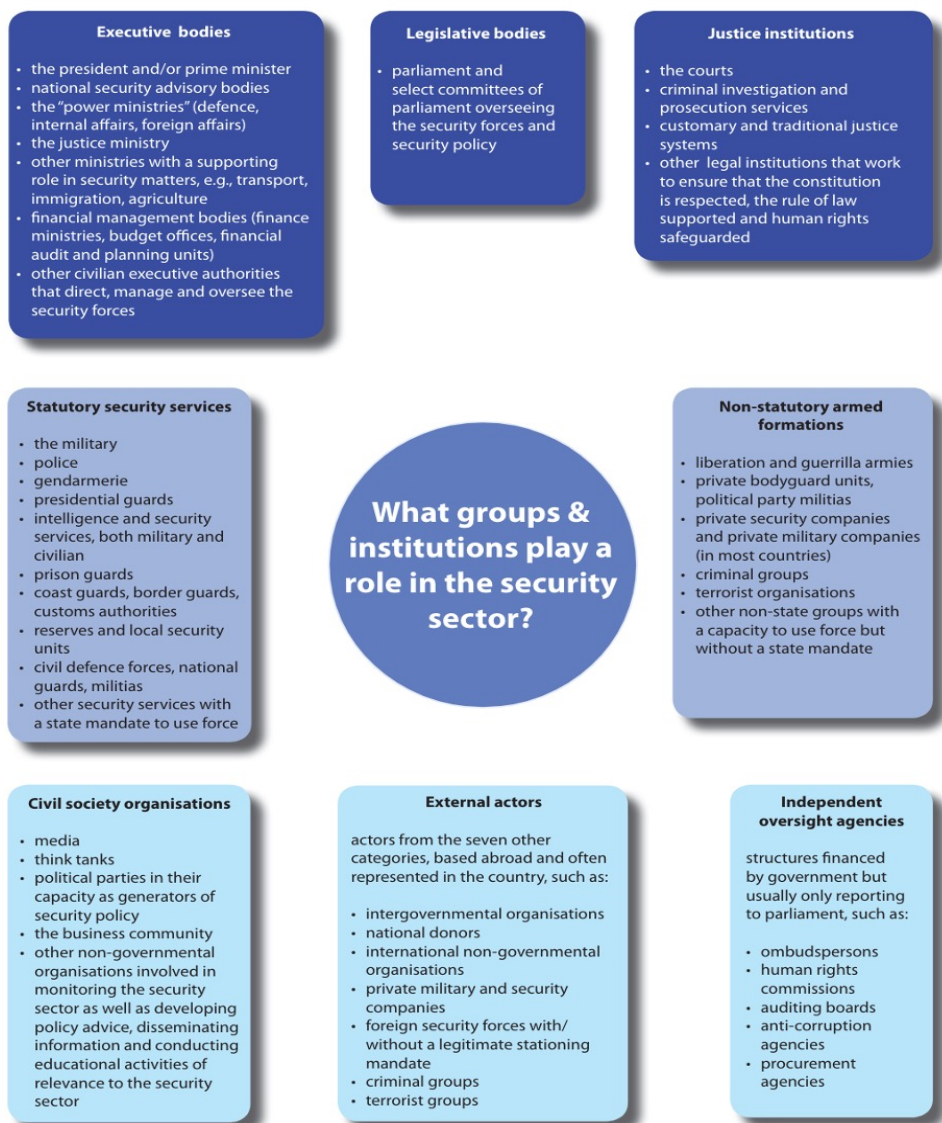 Executive bodies
• the president and/or prime minister
• national security advisory bodies
• the “power ministries” (defence,
internal affairs, foreign affairs)
• the justice ministry
• other ministries with a supporting
role in security matters, e.g., transport,
immigration, agriculture
• financial management bodies (finance
ministries, budget offices, financial
audit and planning units)
• other civilian executive authorities
that direct, manage and oversee the
security forces
Legislative bodies
• parliament and
select committees of
parliament overseeing
the security forces and
security policy
Justice institutions
• the courts
• criminal investigation and
prosecution services
• customary and traditional justice
systems
• other legal institutions that work
to ensure that the constitution
is respected, the rule of law
supported and human rights
safeguarded
Statutory security services
• the military
• police
• gendarmerie
• presidential guards
• intelligence and security
services, both military and
civilian
• prison guards
• coast guards, border guards,
customs authorities
• reserves and local security
units
• civil defence forces, national
guards, militias
• other security services with
a state mandate to use force
What groups &
institutions play a
role in the security
sector?
Non-statutory armed
formations
• liberation and guerrilla armies
• private bodyguard units,
political party militias
• private security companies
and private military companies
(in most countries)
• criminal groups
• terrorist organisations
• other non-state groups with
a capacity to use force but
without a state mandate
Civil society organisations
• media
• think tanks
• political parties in their
capacity as generators of
security policy
• the business community
• other non-governmental
organisations involved in
monitoring the security
sector as well as developing
policy advice, disseminating
information and conducting
educational activities of
relevance to the security
sector
External actors
actors from the seven other
categories, based abroad and often
represented in the country, such as:
• intergovernmental organisations
• national donors
• international non-governmental
organisations
• private military and security
companies
• foreign security forces with/
without a legitimate stationing
mandate
• criminal groups
• terrorist groups
Independent
oversight agencies
structures financed
by government but
usually only reporting
to parliament, such as:
• ombudspersons
• human rights
commissions
• auditing boards
• anti-corruption
agencies
• procurement
agencies